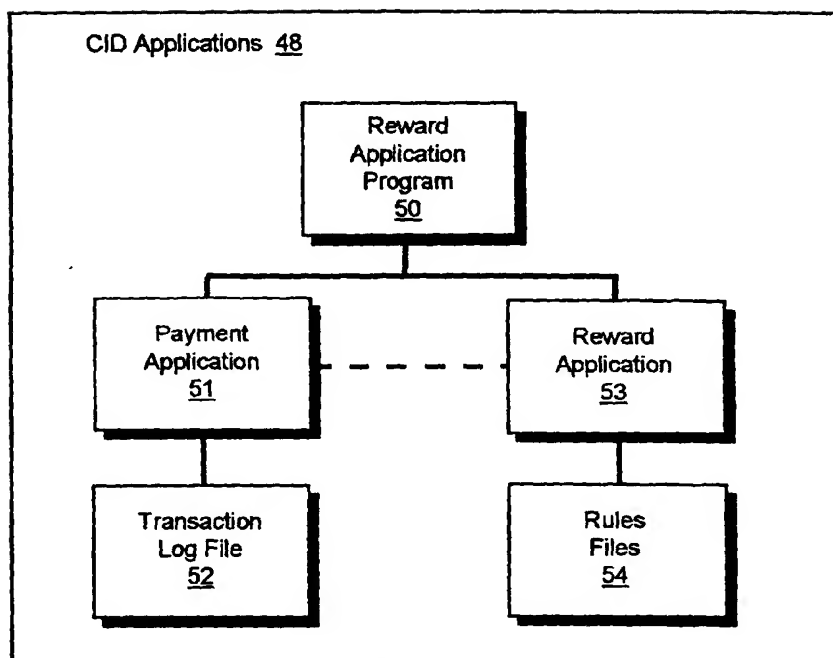 CID Applications 48
Reward
Application
Program
50
Payment
Application
51
Reward
Application
53
Transaction
Log File
52
Rules
Files
54